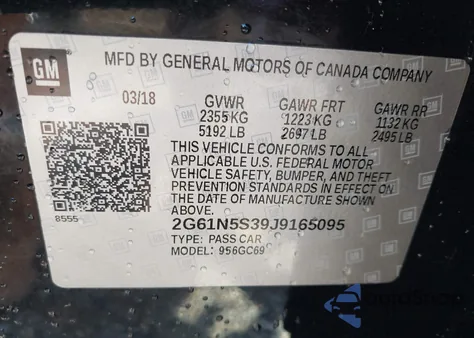 GM
MFD BY GENERAL MOTORS OF CANADA COMPANY
03/18 GVWR GAWR FRT GAWR RR
2355 KG 1223 KG 1132 KG
5192 LB 2697 LB 2495 LB
THIS VEHICLE CONFORMS TO ALL
APPLICABLE U.S. FEDERAL MOTOR
VEHICLE SAFETY, BUMPER, AND THEFT
PREVENTION STANDARDS IN EFFECT ON
THE DATE OF MANUFACTURE SHOWN ABOVE.
8555
2G61N5S39J9165095
TYPE: PASS CAR
MODEL: 956GC69